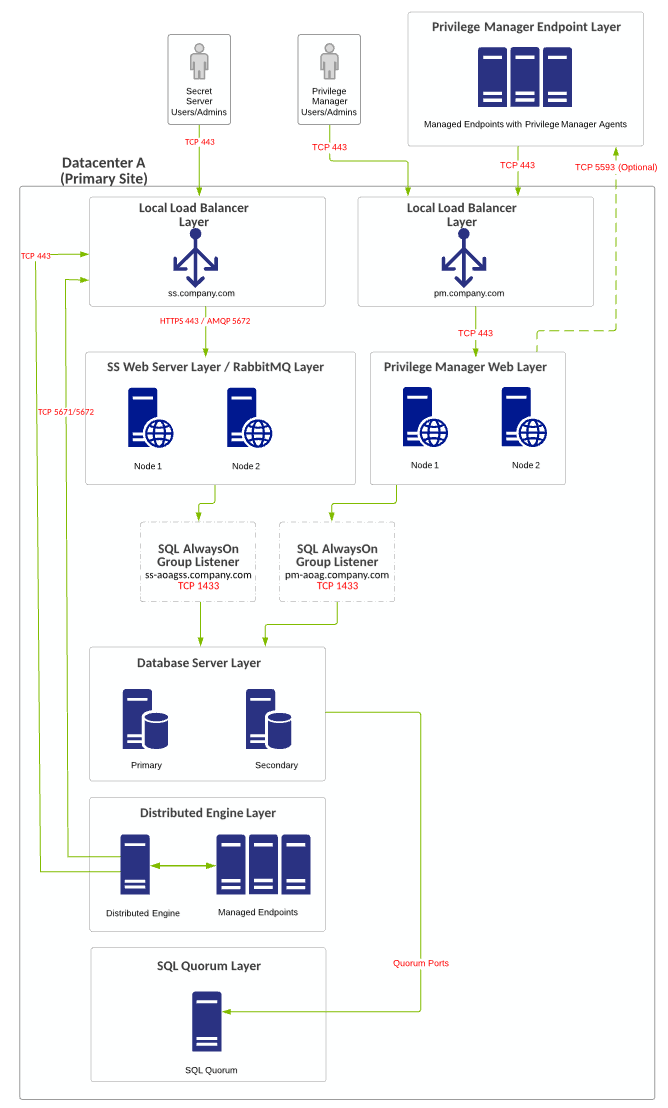 Privilege Manager Endpoint Layer
Managed Endpoints with Privilege Manager Agents
Secret
Server
Users/Admins
Privilege
Manager
Users/Admins
TCP 443
TCP 443
TCP 443
TCP 5593 (Optional)
Datacenter A
(Primary Site)
Local Load Balancer
Layer
ss.company.com
Local Load Balancer
Layer
pm.company.com
TCP 443
HTTPS 443 / AMQP 5672
TCP 443
SS Web Server Layer / RabbitMQ Layer
Node 1
Node 2
Privilege Manager Web Layer
Node 1
Node 2
TCP 5671/5672
SQL AlwaysOn
Group Listener
ss-aoagss.company.com
TCP 1433
SQL AlwaysOn
Group Listener
pm-aoag.company.com
TCP 1433
Database Server Layer
Primary
Secondary
Distributed Engine Layer
Distributed Engine
Managed Endpoints
Quorum Ports
SQL Quorum Layer
SQL Quorum